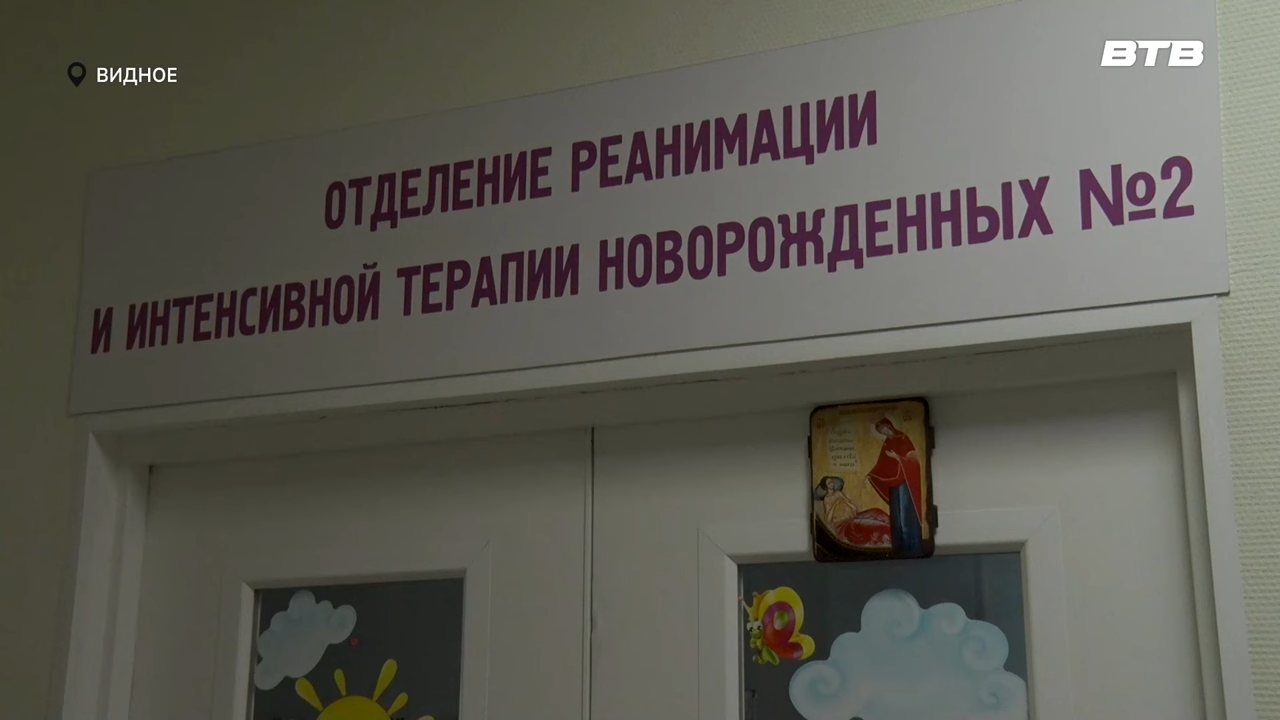 ВИДНОЕ
ВТВ
ОТДЕЛЕНИЕ РЕАНИМАЦИИ
И ИНТЕНСИВНОЙ ТЕРАПИИ НОВОРОЖДЕННЫХ №2